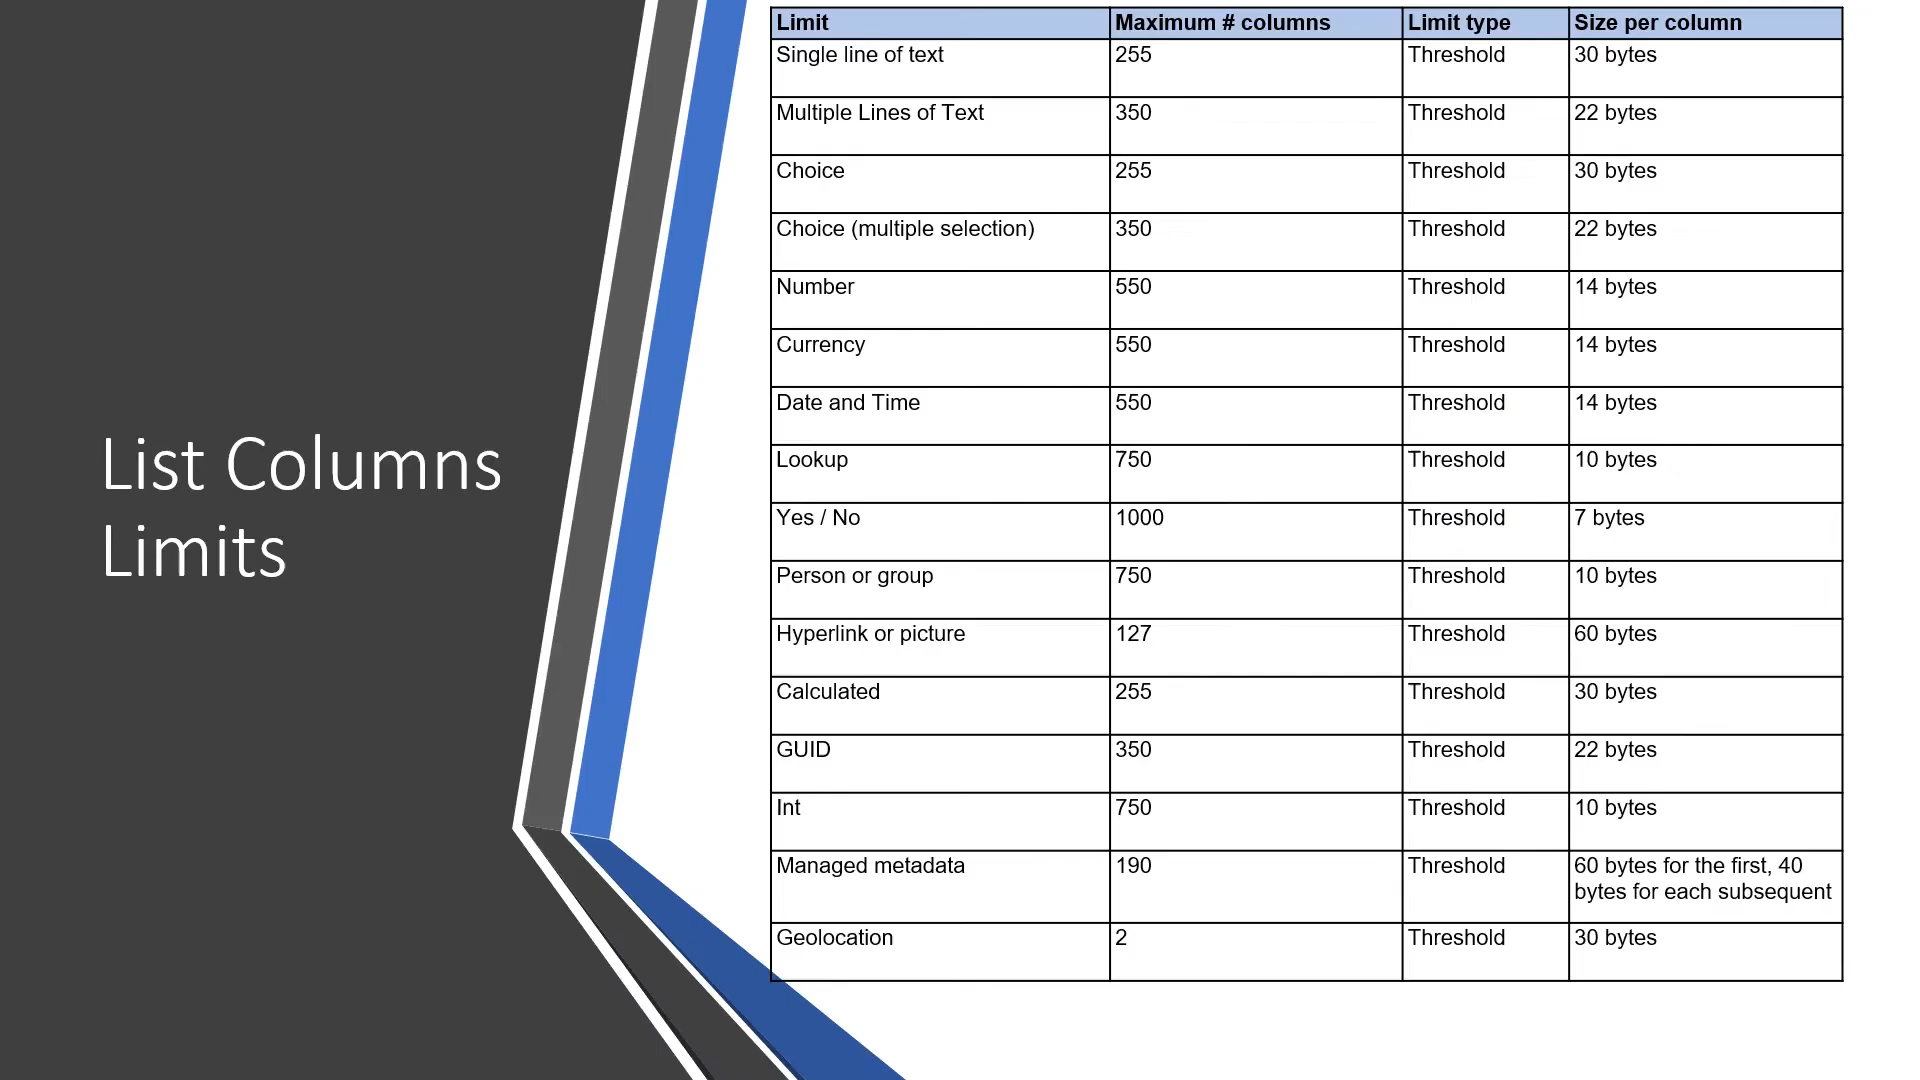 List Columns
Limits
Limit Maximum # columns Limit type Size per column
Single line of text 255 Threshold 30 bytes
Multiple Lines of Text 350 Threshold 22 bytes
Choice 255 Threshold 30 bytes
Choice (multiple selection) 350 Threshold 22 bytes
Number 550 Threshold 14 bytes
Currency 550 Threshold 14 bytes
Date and Time 550 Threshold 14 bytes
Lookup 750 Threshold 10 bytes
Yes / No 1000 Threshold 7 bytes
Person or group 750 Threshold 10 bytes
Hyperlink or picture 127 Threshold 60 bytes
Calculated 255 Threshold 30 bytes
GUID 350 Threshold 22 bytes
Int 750 Threshold 10 bytes
Managed metadata 190 Threshold 60 bytes for the first, 40
bytes for each subsequent
Geolocation 2 Threshold 30 bytes